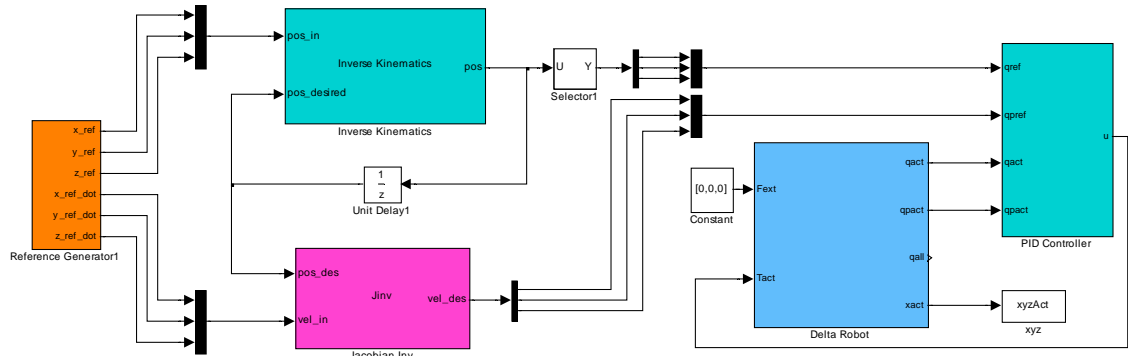 x_ref
y_ref
z_ref
x_ref_dot
y_ref_dot
z_ref_dot
Reference Generator1
pos_in
Inverse Kinematics
pos
pos_desired
Inverse Kinematics
1
z
Unit Delay1
pos_des
Jinv
vel_des
vel_in
Jacobian Inv
U Y
Selector1
[0,0,0]
Constant
Fext
qact
qpact
qall
Tact
xact
Delta Robot
qref
qpref
u
qact
qpact
PID Controller
xyzAct
xyz